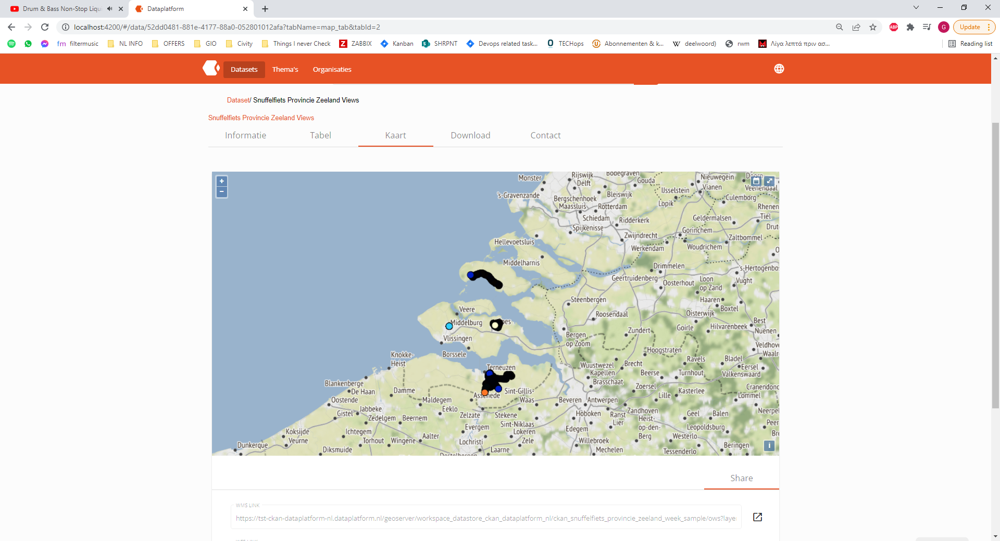 Drum & Bass Non-Stop Liqu
Dataplatform
localhost:4200/#/data/52dd0481-881e-4177-88a0-052801012afa?tabName=map_tab&tabId=2
ABP
G
Update
fm filtermusic
NL INFO
OFFERS
GIO
Civity
Things I never Check
Z ZABBIX
Kanban
SHRPNT
Devops related task...
TECHops
Abonnementen & k...
W deelwoord)
rwm
Λίγα λεπτά πριν ασ...
Reading list
Datasets
Thema's
Organisaties
Dataset/ Snuffelfiets Provincie Zeeland Views
Snuffelfiets Provincie Zeeland Views
Informatie
Tabel
Kaart
Download
Contact
+
−
Monster
Rijswijk
Delft
Bodegraven
Gouda
Nieuwegein
Doorn
Vianen
Veenendaal
's-Gravenzande
Bergschenhoek
Bleiswijk
IJsselstein
Lopik
Culemborg
Maassluis
Rotterdam
Rhenen
Schiedam
Ridderkerk
Geldermalsen
Tiel
Spijkenisse
Gorinchem
Drut
Zwijndrecht
Zaltbommel
Hellevoetsluis
Werkendam
Woudrichem
Middelharnis
Drimmelen
's-Hertogenbos
Geertruidenberg
Oosterhout
Loon
op Zand
Vught
Steenbergen
Haaren
Boxtel
Veere
Roosendaal
Oisterwijk
Best
Middelburg
es
Goirle
Hilvarenbeek
Nuenen
Zundert
Vlissingen
Bergen
op Zoom
Veldhov
Hoogstraten
Waalr
Borssele
Knokke-
Heist
Ravels
Bladel
Eersel
Wuustwezel
Brecht
Terneuzen
Kapellen
Beerse
Turnhout
Valkenswaard
Blankenberge
Brasschaat
Zoersel
Cranendonc
De Haan
Damme
Sint-Gillis-
Waas
Kasterlee
Lille
Lommel
Assenede
Oostende
Maldegem
Beveren
Antwerpen
Jabbeke
Eeklo
Zandhoven
Neerpel
Gistel
Zedelgem
Beernem
Zelzate
Stekene
Hoboken
Ranst
Heist-
op-den-
Berg
Geel
Balen
Lier
Sint-Niklaas
Peer
Evergem
Edegem
Leopoldsburg
Koksijde
Ichtegem
Aalter
Lokeren
Westerlo
Bre
Veurne
Torhout
Wingene
Lochristi
Zele
Willebroek
Dunkerque
Beringen
Diksmuide
Laarne
Mechelen
Tessenderlo
Destelbergen
i
Share
WMS LINK
https://tst-ckan-dataplatform-nl.dataplatform.nl/geoserver/workspace_datastore_ckan_dataplatform_nl/ckan_snuffelfiets_provincie_zeeland_week_sample/ows?laye